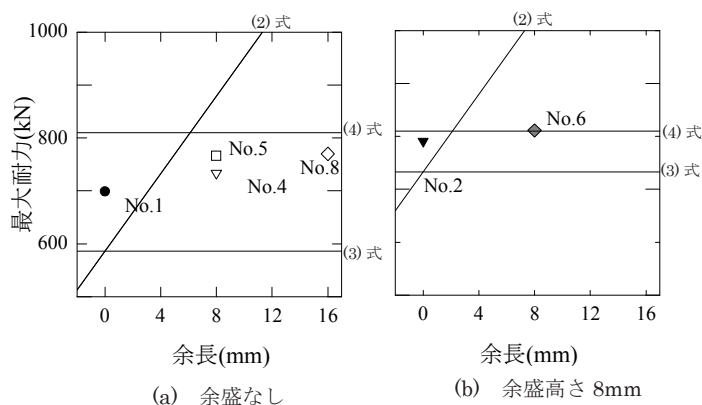 (2) 式
(2) 式
1000
(4) 式
800
No.5
No.8
No.4
No.1
(3) 式
600
最大耐力(kN)
0 4 8 12 16
余長(mm)
(a) 余盛なし
No.6
(4) 式
(3) 式
No.2
0 4 8 12 16
余長(mm)
(b) 余盛高さ 8mm